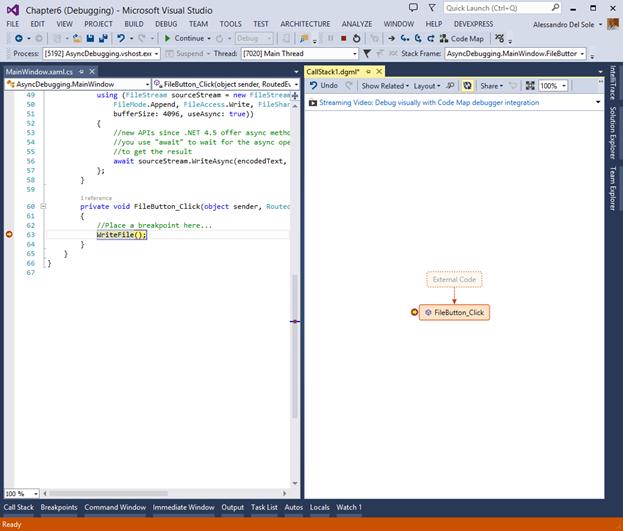 Chapter6 (Debugging) - Microsoft Visual Studio
Quick Launch (Ctrl+Q)
FILE EDIT VIEW PROJECT BUILD DEBUG TEAM TOOLS TEST ARCHITECTURE ANALYZE WINDOW HELP DEVEXPRESS
Alessandro Del Sole
Continue Debug Code Map
Process: [5192] AsyncDebugging.vshost.exe Suspend Thread: [7020] Main Thread Stack Frame: AsyncDebugging.MainWindow.FileButton
MainWindow.xaml.cs
AsyncDebugging.MainWindow FileButton_Click(object sender, RoutedEv
49 using (FileStream sourceStream = new FileStream
50 FileMode.Append, FileAccess.Write, FileShar
51 bufferSize: 4096, useAsync: true))
52 {
53 //new APIs since .NET 4.5 offer async metho
54 //you use "await" to wait for the async ope
55 //to get the result
56 await sourceStream.WriteAsync(encodedText,
57 };
58 }
59
1 reference
60 private void FileButton_Click(object sender, Routec
61 {
62 //Place a breakpoint here...
63 WriteFile();
64 }
65 }
66 }
67
100 %
CallStack1.dgml*
Undo Show Related Layout Share 100%
Streaming Video: Debug visually with Code Map debugger integration
External Code
FileButton_Click
IntelliTrace
Solution Explorer
Team Explorer
Call Stack Breakpoints Command Window Immediate Window Output Task List Autos Locals Watch 1
Ready